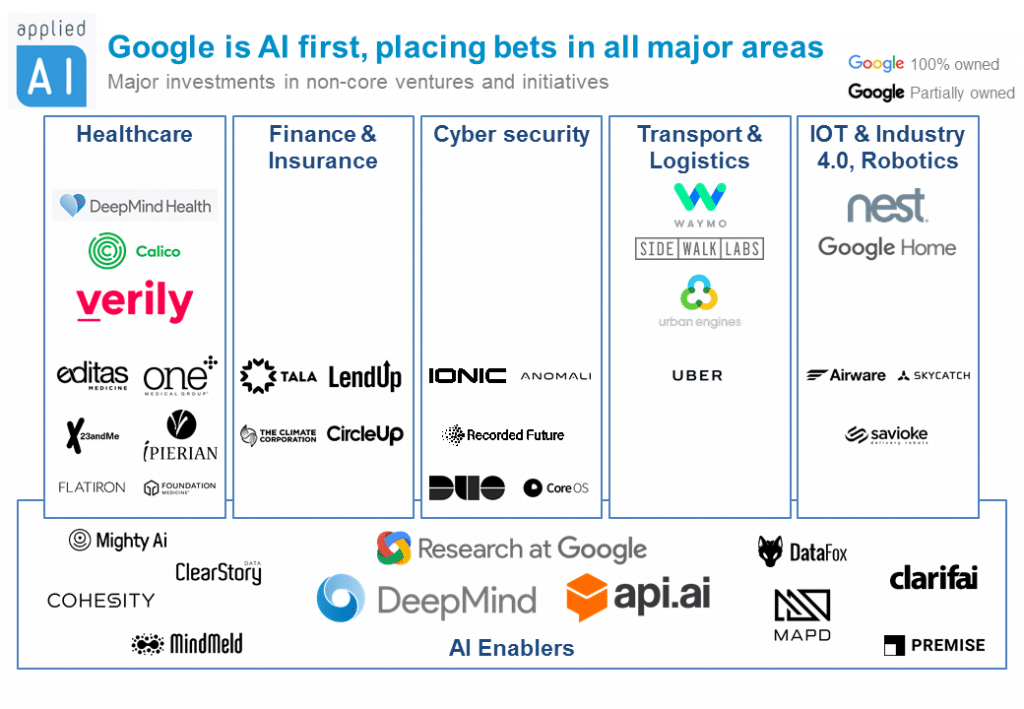 applied
AI
Google is AI first, placing bets in all major areas
Major investments in non-core ventures and initiatives
Google 100% owned
Google Partially owned
Healthcare
DeepMind Health
Calico
verily
editas
MEDICINE
one
MEDICAL GROUP
23andMe
iPIERIAN
FLATIRON
FOUNDATION
MEDICINE
Finance &
Insurance
TALA
LendUp
THE CLIMATE
CORPORATION
CircleUp
Cyber security
IONIC
ANOMALI
Recorded Future
DUO
CoreOS
Transport &
Logistics
WAYMO
SIDE WALK LABS
urban engines
UBER
IOT & Industry
4.0, Robotics
nest
Google Home
Airware
SKYCATCH
savioke
delivery robots
Mighty Ai
ClearStory
DATA
COHESITY
MindMeld
Research at Google
DeepMind
api.ai
AI Enablers
DataFox
clarifai
MAPD
PREMISE